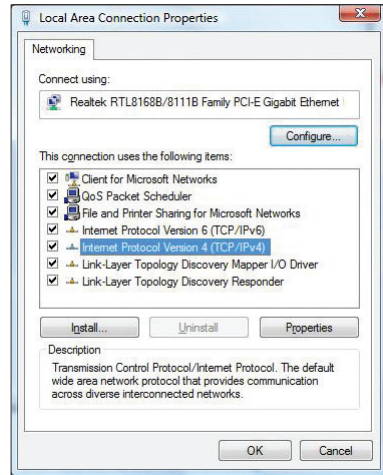 Local Area Connection Properties
Networking
Connect using:
Realtek RTL8168B/8111B Family PCI-E Gigabit Ethernet
Configure...
This connection uses the following items:
Client for Microsoft Networks
QoS Packet Scheduler
File and Printer Sharing for Microsoft Networks
Internet Protocol Version 6 (TCP/IPv6)
Internet Protocol Version 4 (TCP/IPv4)
Link-Layer Topology Discovery Mapper I/O Driver
Link-Layer Topology Discovery Responder
Install...
Uninstall
Properties
Description
Transmission Control Protocol/Internet Protocol. The default
wide area network protocol that provides communication
across diverse interconnected networks.
OK
Cancel